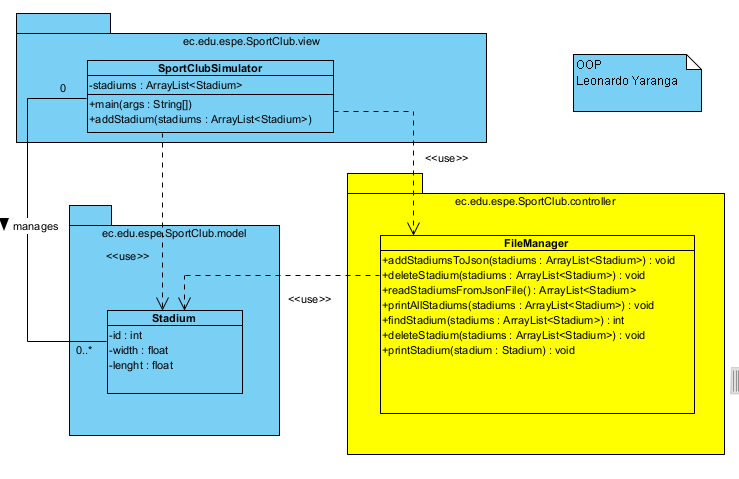 ec.edu.espe.SportClub.view
SportClubSimulator
-stadiums : ArrayList<Stadium>
+main(args : String[])
+addStadium(stadiums : ArrayList<Stadium>)
OOP
Leonardo Yaranga
0
manages
0..*
<<use>>
<<use>>
<<use>>
ec.edu.espe.SportClub.model
Stadium
-id : int
-width : float
-lenght : float
ec.edu.espe.SportClub.controller
FileManager
+addStadiumsToJson(stadiums : ArrayList<Stadium>) : void
+deleteStadium(stadiums : ArrayList<Stadium>) : void
+readStadiumsFromJsonFile() : ArrayList<Stadium>
+printAllStadiums(stadiums : ArrayList<Stadium>) : void
+findStadium(stadiums : ArrayList<Stadium>) : int
+deleteStadium(stadiums : ArrayList<Stadium>) : void
+printStadium(stadium : Stadium) : void